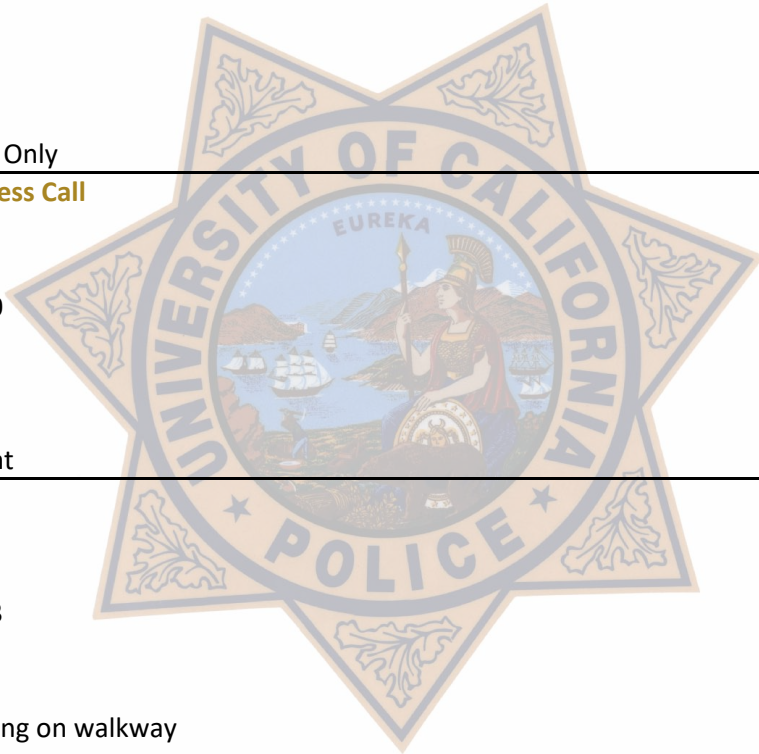 Only
ess Call
UNIVERSITY OF CALIFORNIA
EUREKA
nt
POLICE
ng on walkway